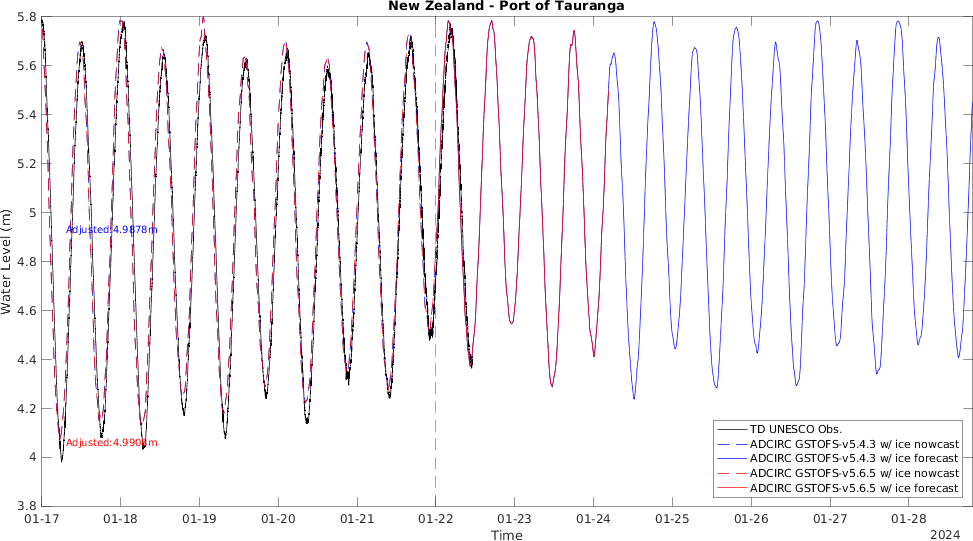 New Zealand - Port of Tauranga
Water Level (m)
5.8
5.6
5.4
5.2
5
4.8
4.6
4.4
4.2
4
3.8
Adjusted:4.9878m
TD UNESCO Obs.
ADCIRC GSTOFS-v5.4.3 w/ ice nowcast
ADCIRC GSTOFS-v5.4.3 w/ ice forecast
ADCIRC GSTOFS-v5.6.5 w/ ice nowcast
ADCIRC GSTOFS-v5.6.5 w/ ice forecast
01-17 01-18 01-19 01-20 01-21 01-22 01-23 01-24 01-25 01-26 01-27 01-28
Time
2024